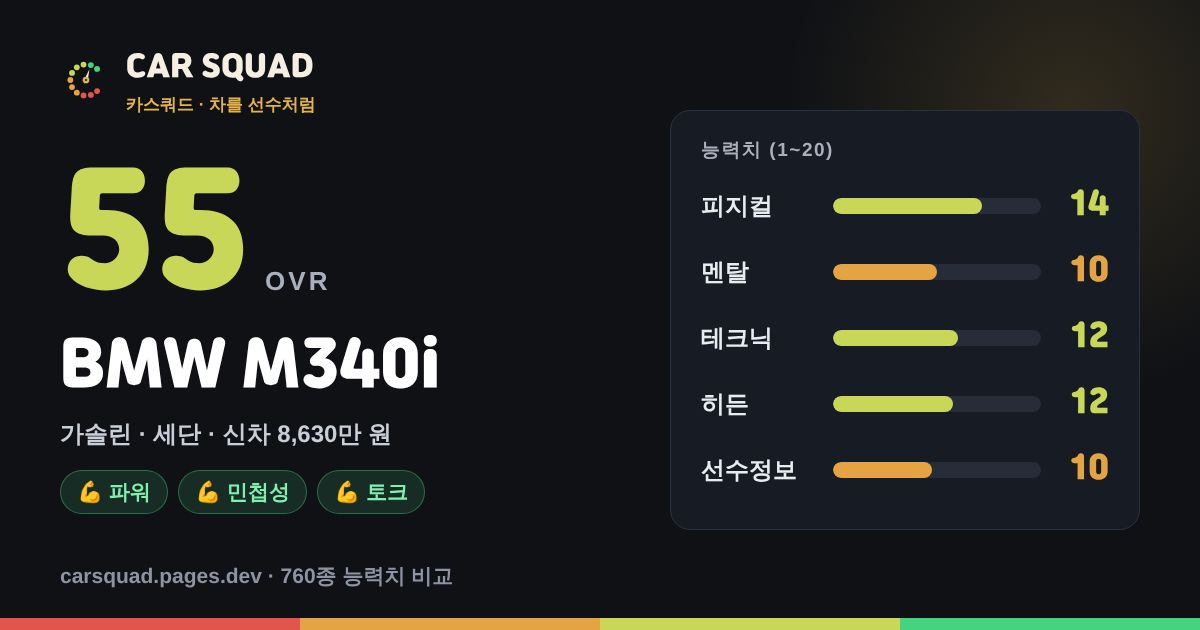 CAR SQUAD
카스쿼드 · 차를 선수처럼
55 OVR
BMW M340i
가솔린 · 세단 · 신차 8,630만 원
💪 파워 💪 민첩성 💪 토크
carsquad.pages.dev · 760종 능력치 비교
능력치 (1~20)
피지컬 14
멘탈 10
테크닉 12
히든 12
선수정보 10